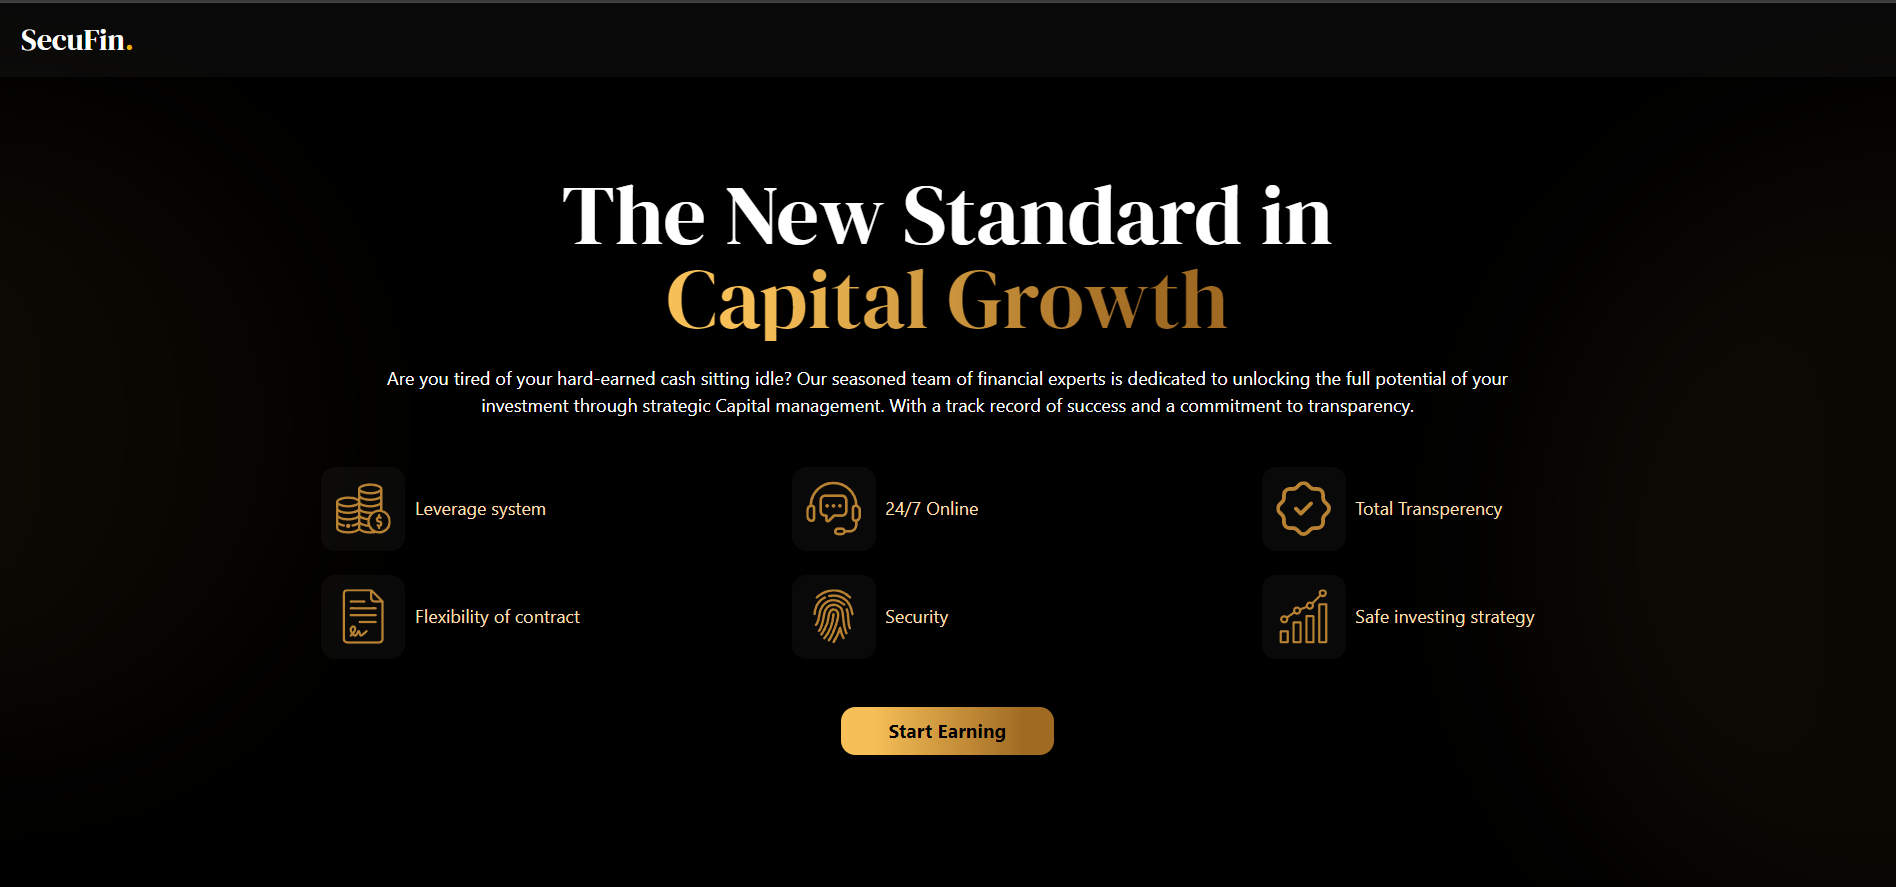 SecuFin.
The New Standard in
Capital Growth
Are you tired of your hard-earned cash sitting idle? Our seasoned team of financial experts is dedicated to unlocking the full potential of your
investment through strategic Capital management. With a track record of success and a commitment to transparency.
Leverage system
24/7 Online
Total Transperency
Flexibility of contract
Security
Safe investing strategy
Start Earning